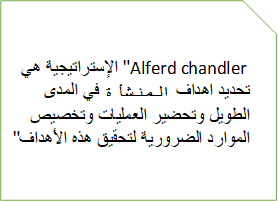 Alferd chandler "الإستراتيجية هي
تحديد اهداف المنشأة في المدى
الطويل وتحضير العمليات وتخصيص
الموارد الضرورية لتحقيق هذه الأهداف"